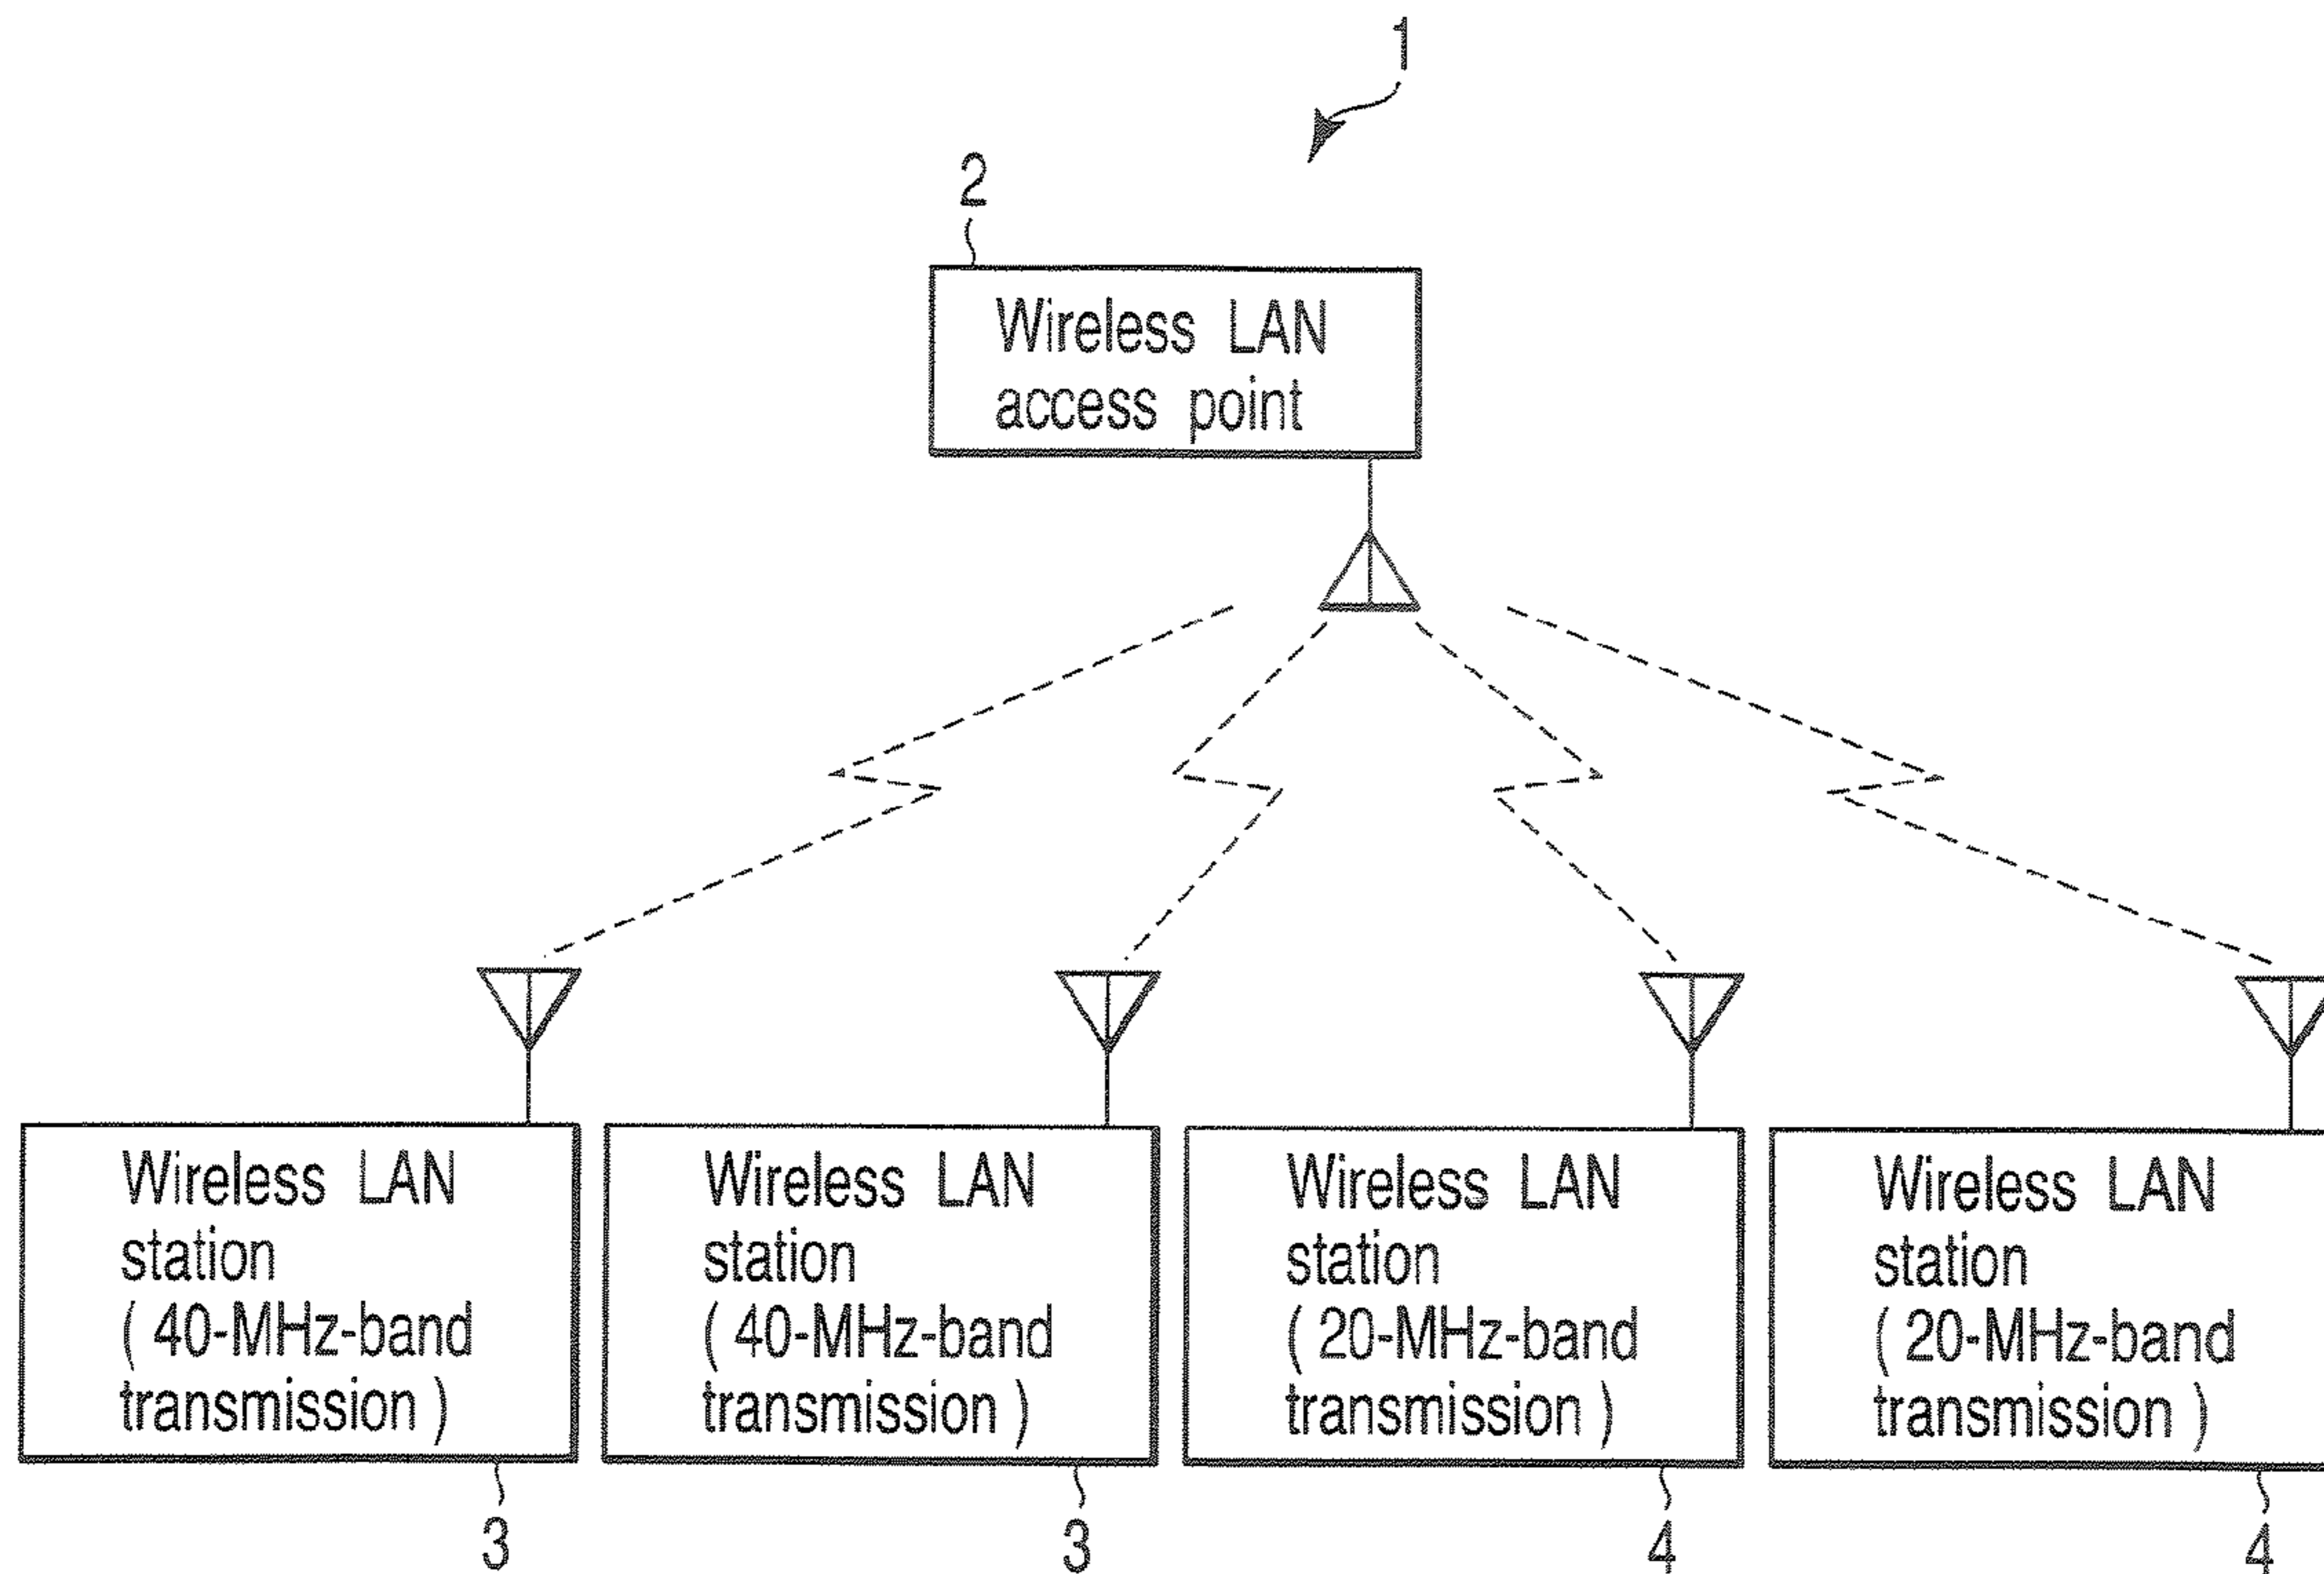 1
2
Wireless LAN
access point
Wireless LAN
station
( 40-MHz-band
transmission )
3
Wireless LAN
station
( 40-MHz-band
transmission )
3
Wireless LAN
station
( 20-MHz-band
transmission )
4
Wireless LAN
station
( 20-MHz-band
transmission )
4